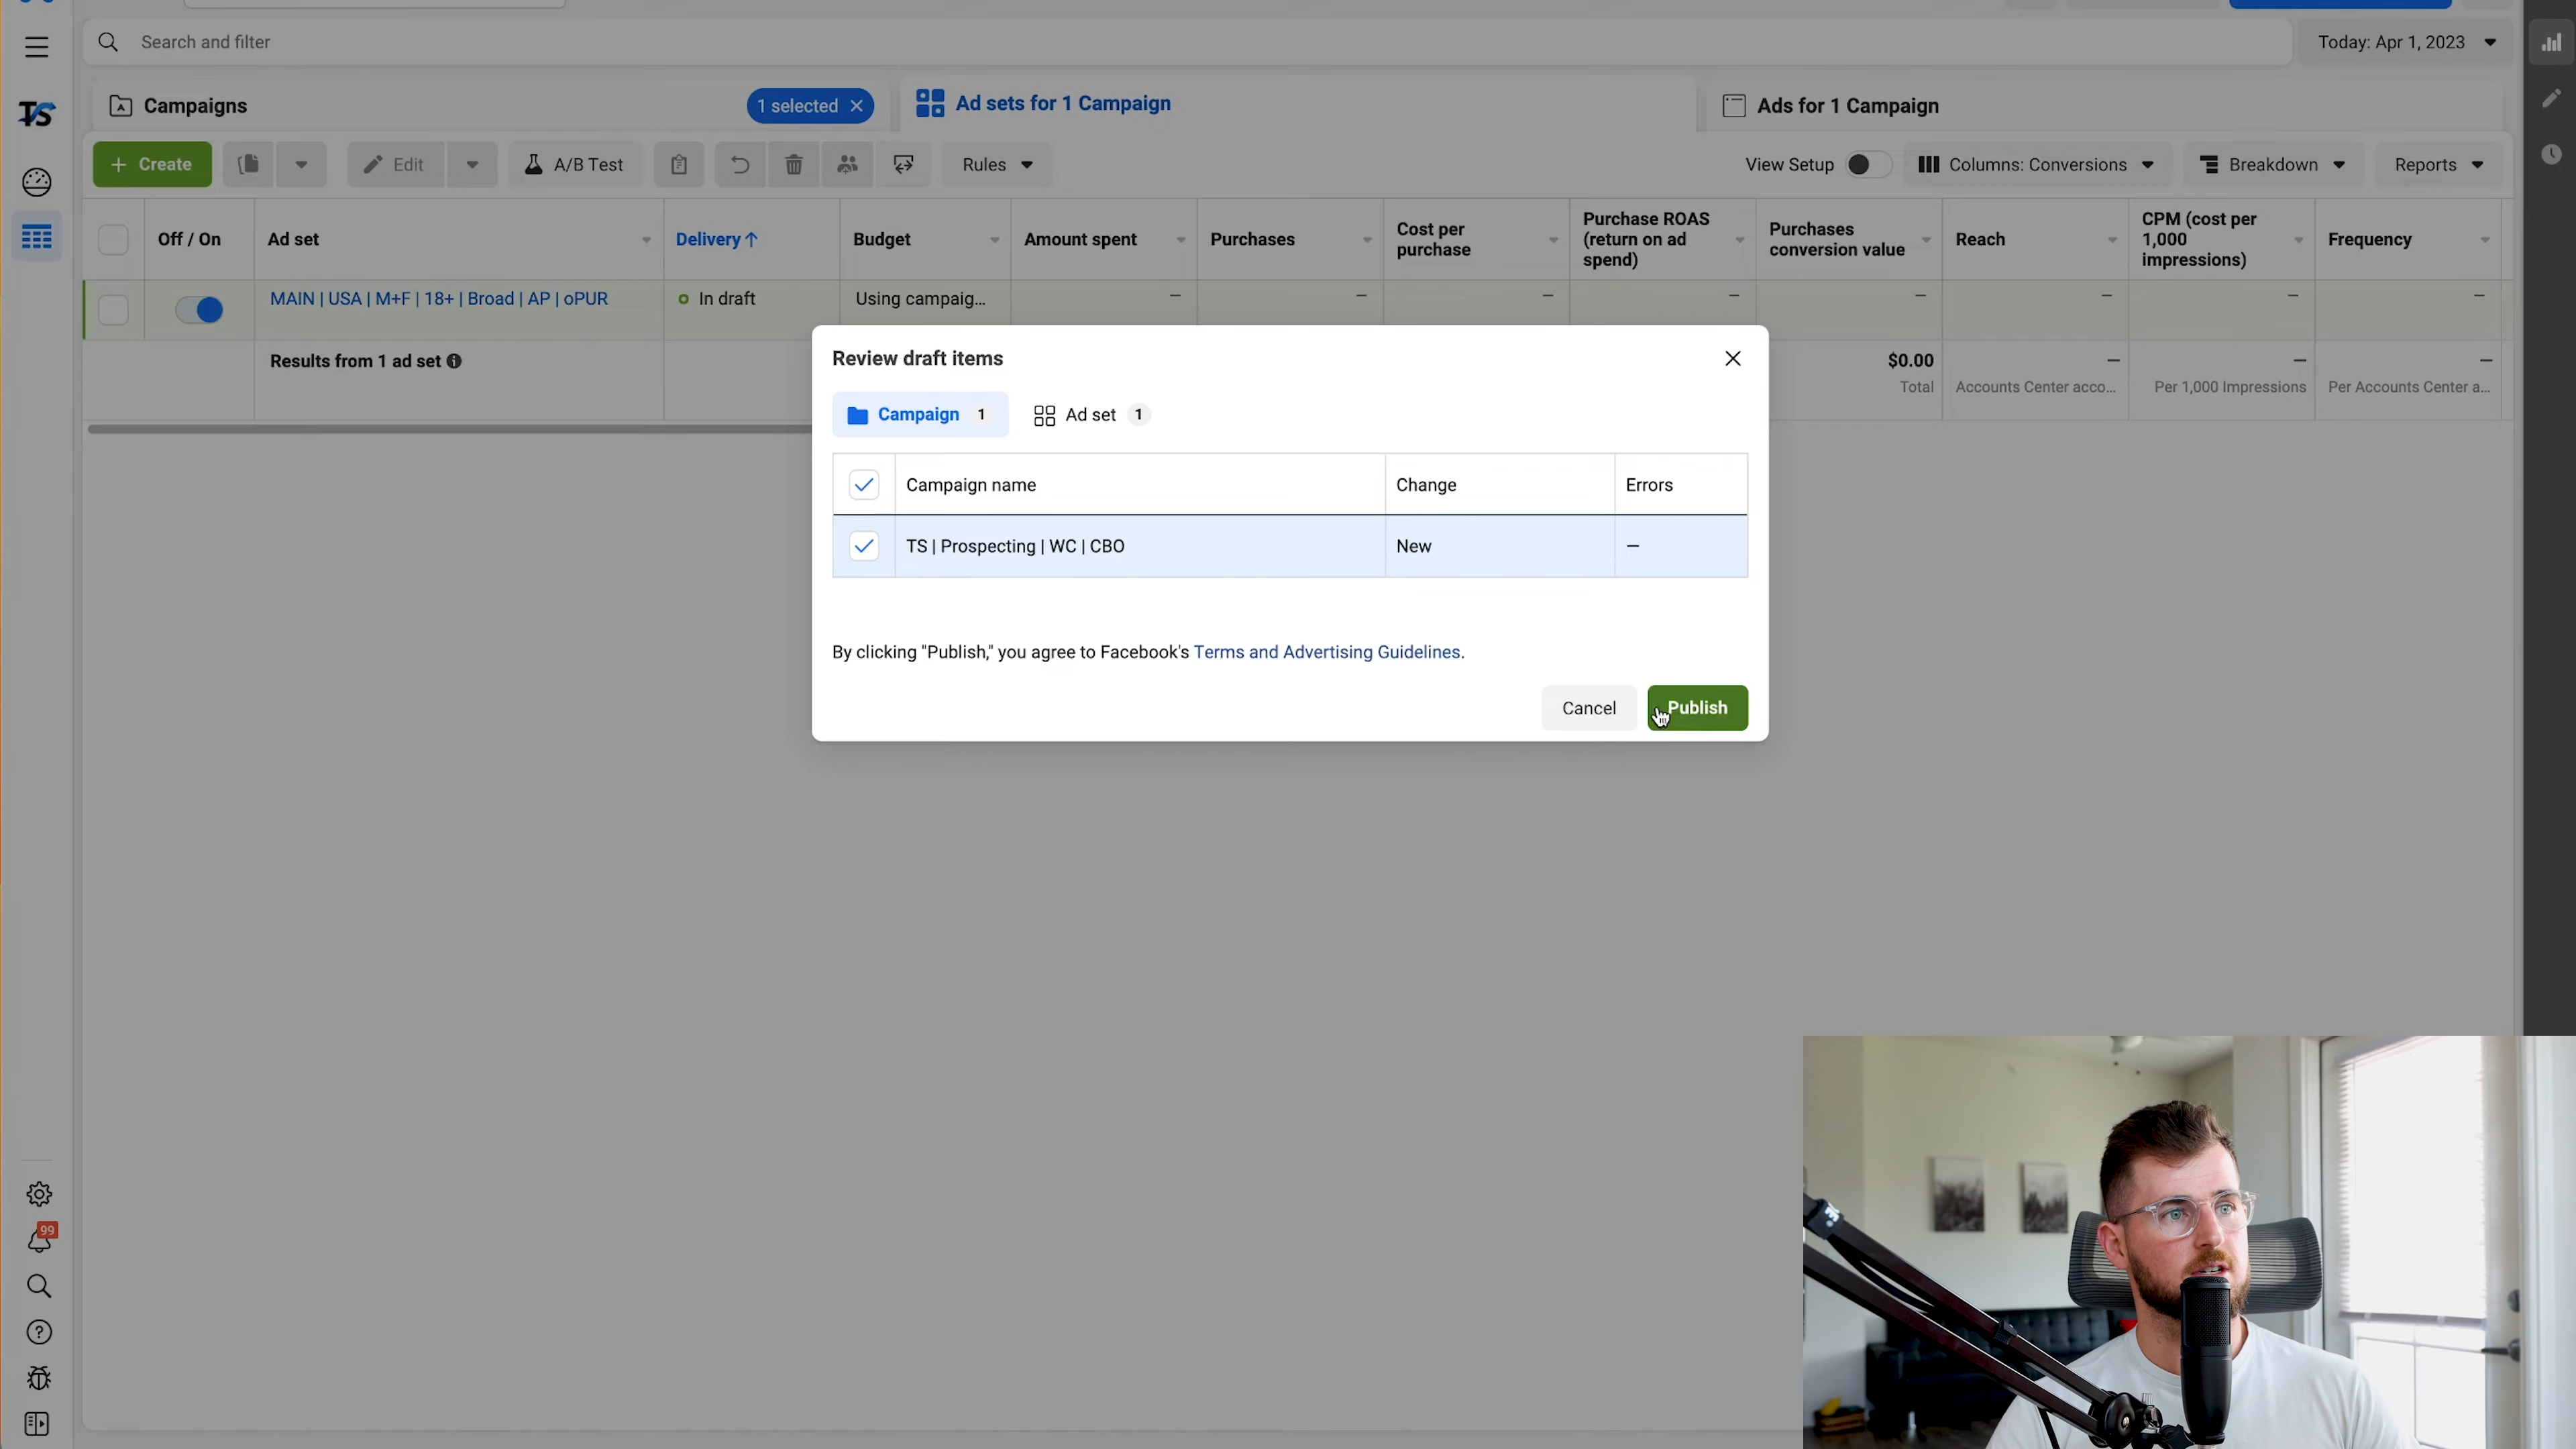 Search and filter
Today: Apr 1, 2023
TS
Campaigns
1 selected
Ad sets for 1 Campaign
Ads for 1 Campaign
+ Create
Edit
A/B Test
Rules
View Setup
Columns: Conversions
Breakdown
Reports
Off / On
Ad set
Delivery ↑
Budget
Amount spent
Purchases
Cost per
purchase
Purchase ROAS
(return on ad
spend)
Purchases
conversion value
Reach
CPM (cost per
1,000
impressions)
Frequency
MAIN | USA | M+F | 18+ | Broad | AP | oPUR
In draft
Using campaig...
—
—
—
—
—
—
—
—
Results from 1 ad set
$0.00
Total
—
Accounts Center acco...
—
Per 1,000 Impressions
—
Per Accounts Center a...
Review draft items
Campaign 1
Ad set 1
Campaign name
Change
Errors
TS | Prospecting | WC | CBO
New
—
By clicking "Publish," you agree to Facebook's Terms and Advertising Guidelines.
Cancel
Publish
99